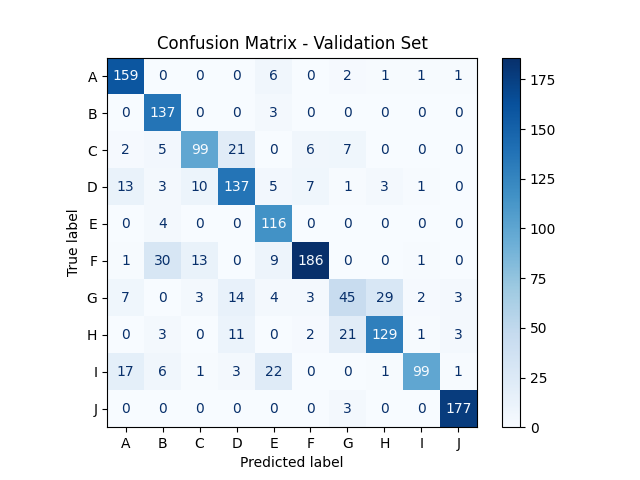 Confusion Matrix - Validation Set
A 159 0 0 0 6 0 2 1 1 1
B 0 137 0 0 3 0 0 0 0 0
C 2 5 99 21 0 6 7 0 0 0
D 13 3 10 137 5 7 1 3 1 0
E 0 4 0 0 116 0 0 0 0 0
F 1 30 13 0 9 186 0 0 1 0
G 7 0 3 14 4 3 45 29 2 3
H 0 3 0 11 0 2 21 129 1 3
I 17 6 1 3 22 0 0 1 99 1
J 0 0 0 0 0 0 3 0 0 177
A B C D E F G H I J
Predicted label
True label
175
150
125
100
75
50
25
0